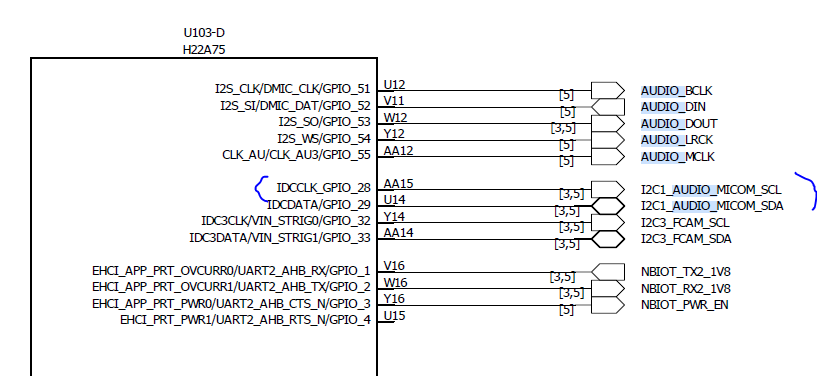 U103-D
H22A75
I2S_CLK/DMIC_CLK/GPIO_51 U12 [5] AUDIO_BCLK
I2S_SI/DMIC_DAT/GPIO_52 V11 [5] AUDIO_DIN
I2S_SO/GPIO_53 W12 [3,5] AUDIO_DOUT
I2S_WS/GPIO_54 Y12 [5] AUDIO_LRCK
CLK_AU/CLK_AU3/GPIO_55 AA12 [5] AUDIO_MCLK
IDCCLK_GPIO_28 AA15 [3,5] I2C1_AUDIO_MICOM_SCL
IDCDATA/GPIO_29 U14 [3,5] I2C1_AUDIO_MICOM_SDA
IDC3CLK/VIN_STRIG0/GPIO_32 Y14 [3,5] I2C3_FCAM_SCL
IDC3DATA/VIN_STRIG1/GPIO_33 AA14 [3,5] I2C3_FCAM_SDA
EHCI_APP_PRT_OVCURR0/UART2_AHB_RX/GPIO_1 V16 [3,5] NBIOT_TX2_1V8
EHCI_APP_PRT_OVCURR1/UART2_AHB_TX/GPIO_2 W16 [3,5] NBIOT_RX2_1V8
EHCI_PRT_PWR0/UART2_AHB_CTS_N/GPIO_3 Y16 [5] NBIOT_PWR_EN
EHCI_PRT_PWR1/UART2_AHB_RTS_N/GPIO_4 U15